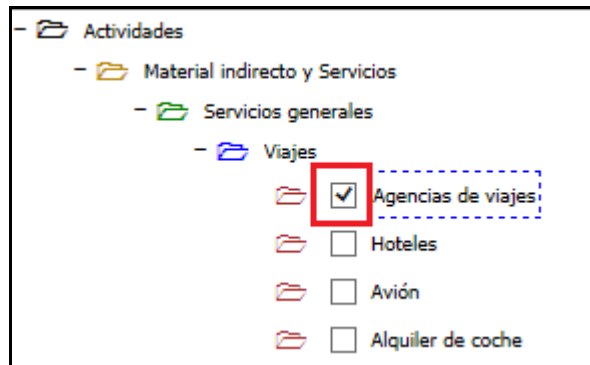 Actividades
Material indirecto y Servicios
Servicios generales
Viajes
Agencias de viajes
Hoteles
Avión
Alquiler de coche